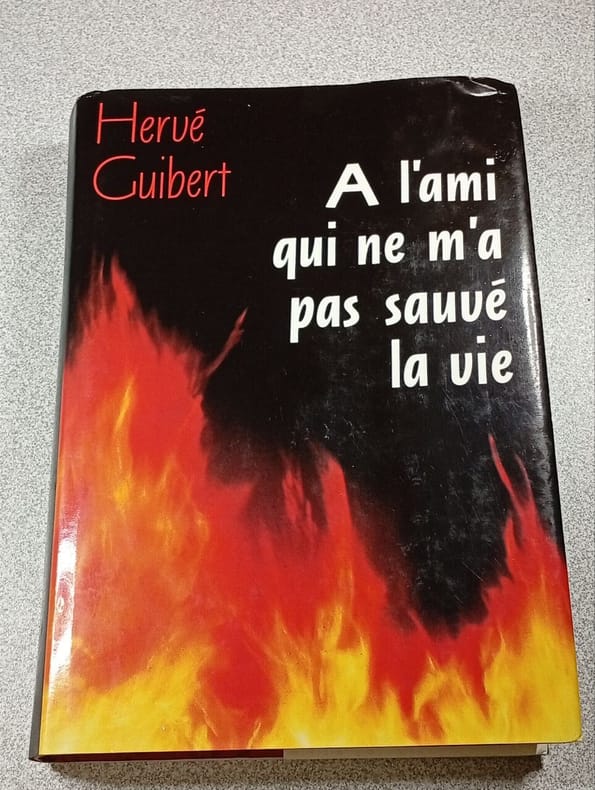 Hervé
Guibert
A l'ami
qui ne m'a
pas sauvé
la vie